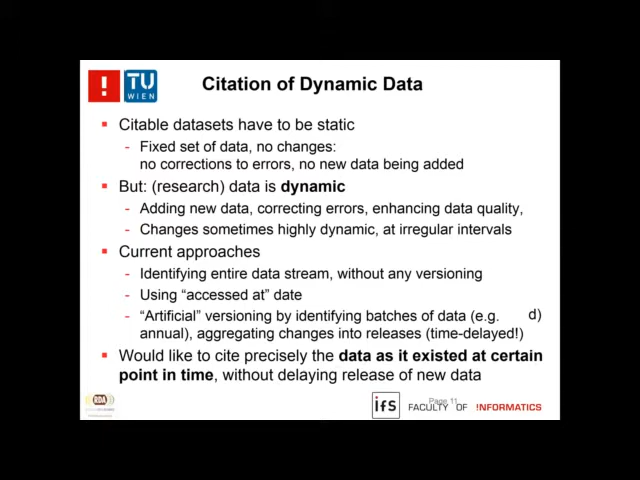 ! TU WIEN
Citation of Dynamic Data
Citable datasets have to be static
- Fixed set of data, no changes:
no corrections to errors, no new data being added
But: (research) data is dynamic
- Adding new data, correcting errors, enhancing data quality,
- Changes sometimes highly dynamic, at irregular intervals
Current approaches
- Identifying entire data stream, without any versioning
- Using “accessed at” date
- “Artificial” versioning by identifying batches of data (e.g. d)
annual), aggregating changes into releases (time-delayed!)
Would like to cite precisely the data as it existed at certain
point in time, without delaying release of new data
RDA
ifs Page 11
FACULTY OF !NFORMATICS